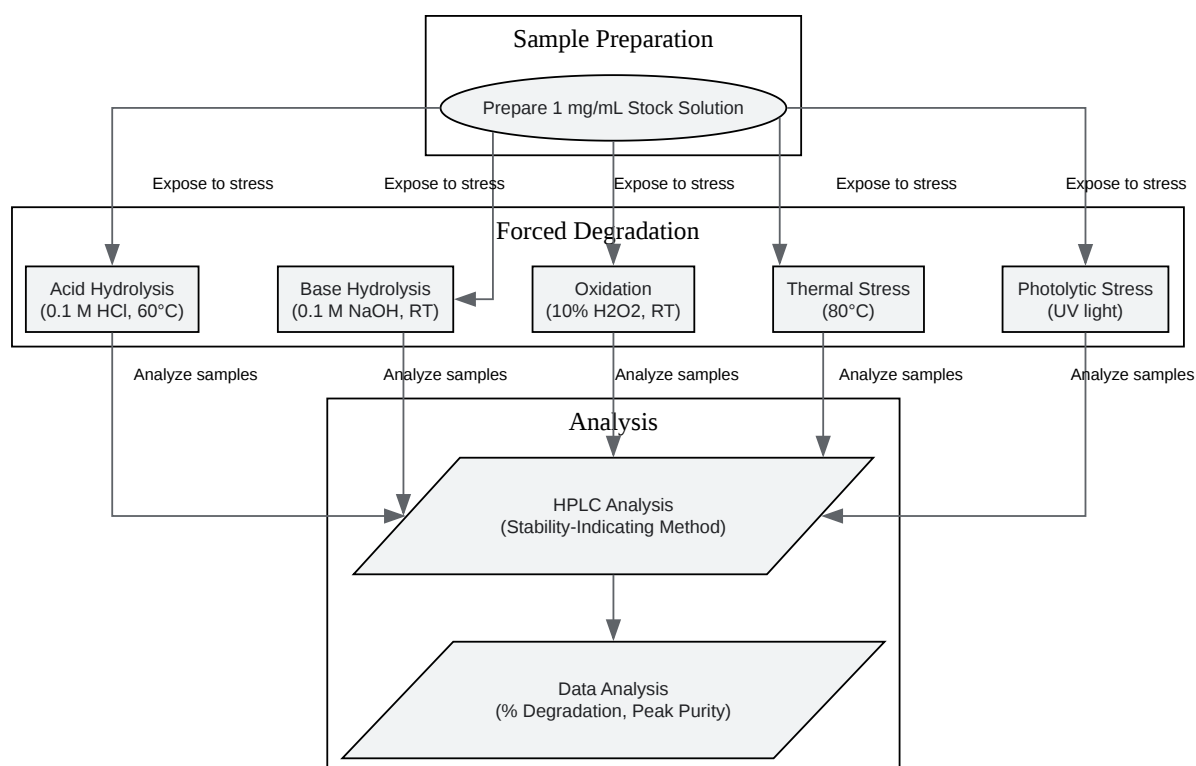 Sample Preparation
Prepare 1 mg/mL Stock Solution
Expose to stress
Expose to stress
Expose to stress
Expose to stress
Expose to stress
Forced Degradation
Acid Hydrolysis
(0.1 M HCl, 60°C)
Base Hydrolysis
(0.1 M NaOH, RT)
Oxidation
(10% H2O2, RT)
Thermal Stress
(80°C)
Photolytic Stress
(UV light)
Analyze samples
Analyze samples
Analyze samples
Analyze samples
Analyze samples
Analysis
HPLC Analysis
(Stability-Indicating Method)
Data Analysis
(% Degradation, Peak Purity)